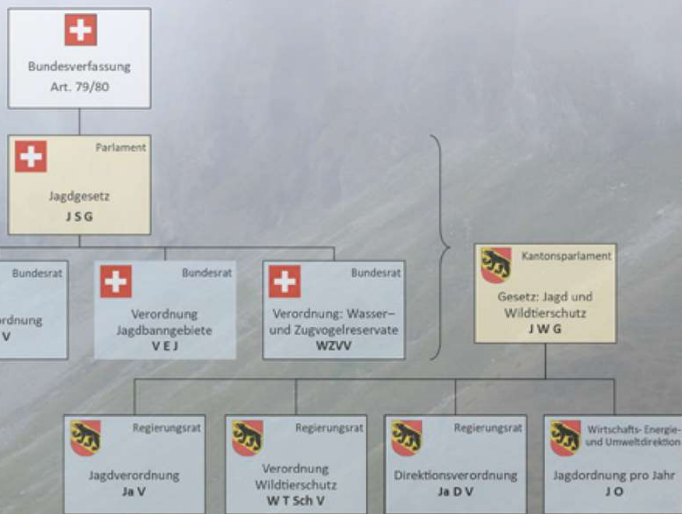 Bundesverfassung
Art. 79/80
Parlament
Jagdgesetz
J S G
Bundesrat
ordnung
V
Bundesrat
Verordnung
Jagdbanngebiete
V E J
Bundesrat
Verordnung: Wasser–
und Zugvogelreservate
WZVV
Kantonsparlament
Gesetz: Jagd und
Wildtierschutz
J W G
Regierungsrat
Jagdverordnung
Ja V
Regierungsrat
Verordnung
Wildtierschutz
W T Sch V
Regierungsrat
Direktionsverordnung
Ja D V
Wirtschafts- Energie-
und Umweltdirektion
Jagdordnung pro Jahr
J O